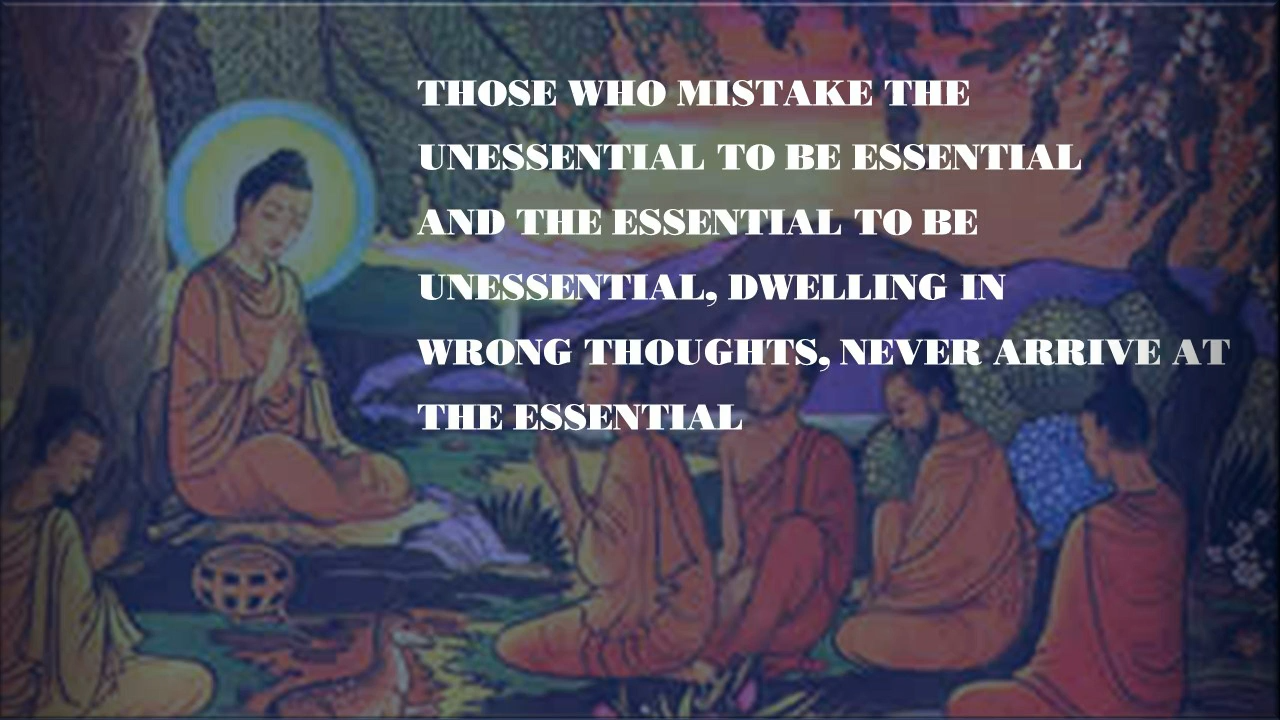 THOSE WHO MISTAKE THE
UNESSENTIAL TO BE ESSENTIAL
AND THE ESSENTIAL TO BE
UNESSENTIAL, DWELLING IN
WRONG THOUGHTS, NEVER ARRIVE AT
THE ESSENTIAL